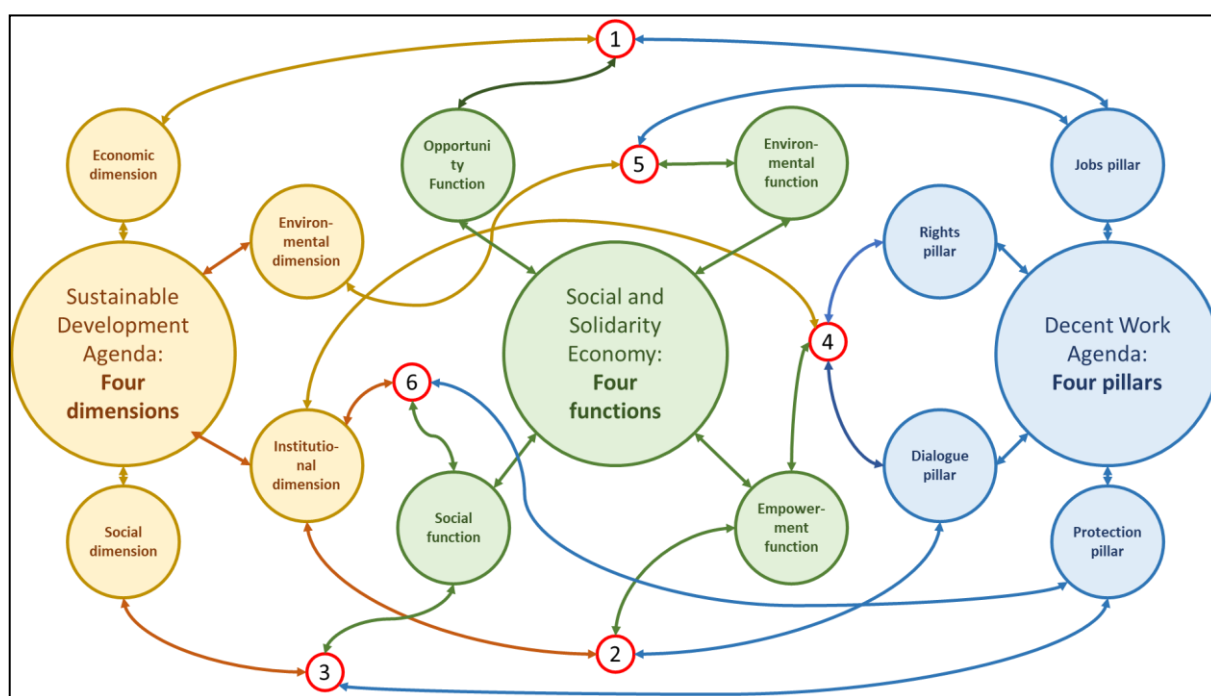 1
Economic
dimension
Opportuni
ty
Function
5
Environ-
mental
function
Jobs pillar
Environ-
mental
dimension
Rights
pillar
Sustainable
Development
Agenda:
Four
dimensions
Social and
Solidarity
Economy:
Four
functions
4
Decent Work
Agenda:
Four pillars
6
Institutio-
nal
dimension
Dialogue
pillar
Social
dimension
Social
function
Empower-
ment
function
Protection
pillar
2
3